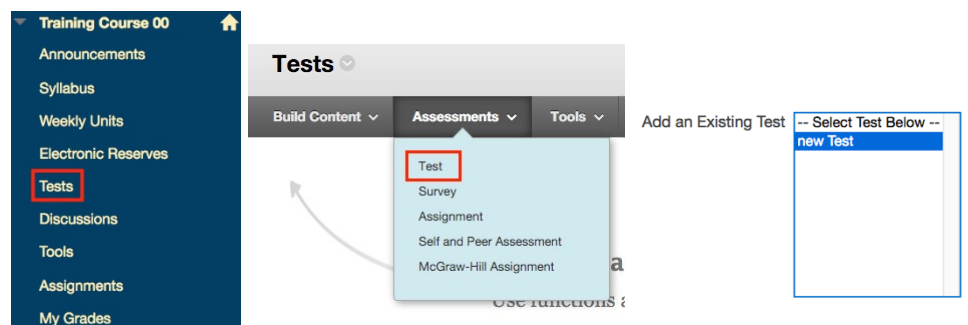 Training Course 00
Announcements
Syllabus
Weekly Units
Electronic Reserves
Tests
Discussions
Tools
Assignments
My Grades
Tests
Build Content
Assessments
Tools
Test
Survey
Assignment
Self and Peer Assessment
McGraw-Hill Assignment
a
Use functions a
Add an Existing Test
-- Select Test Below --
new Test